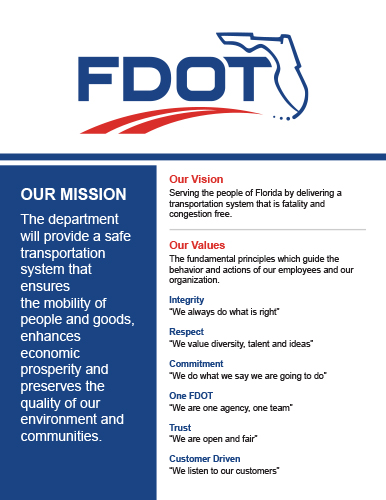 FDOT
OUR MISSION
The department
will provide a safe
transportation
system that
ensures
the mobility of
people and goods,
enhances
economic
prosperity and
preserves the
quality of our
environment and
communities.
Our Vision
Serving the people of Florida by delivering a
transportation system that is fatality and
congestion free.
Our Values
The fundamental principles which guide the
behavior and actions of our employees and our
organization.
Integrity
"We always do what is right"
Respect
"We value diversity, talent and ideas"
Commitment
"We do what we say we are going to do"
One FDOT
"We are one agency, one team"
Trust
"We are open and fair"
Customer Driven
"We listen to our customers"